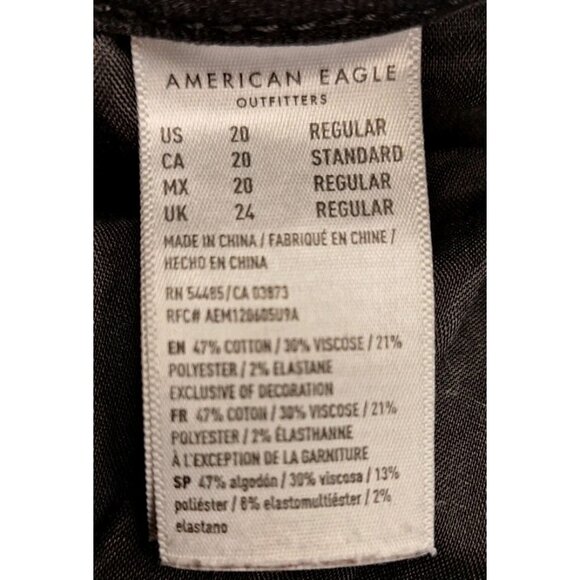 AMERICAN EAGLE
OUTFITTERS
US 20 REGULAR
CA 20 STANDARD
MX 20 REGULAR
UK 24 REGULAR
MADE IN CHINA / FABRIQUÉ EN CHINE /
HECHO EN CHINA
RN 54485/CA 03873
RFC# AEM120605U9A
EN 47% COTTON / 30% VISCOSE / 21%
POLYESTER / 2% ELASTANE
EXCLUSIVE OF DECORATION
FR 47% COTON / 30% VISCOSE / 21%
POLYESTER / 2% ÉLASTHANNE
À L'EXCEPTION DE LA GARNITURE
SP 47% algodón / 30% viscosa / 13%
poliéster / 8% elastomultiéster / 2%
elastano